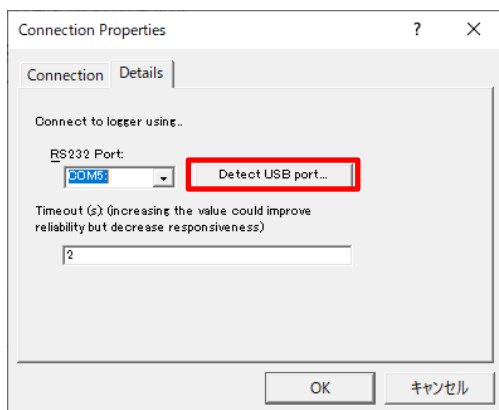 Connection Properties
?
Connection
Details
Connect to logger using..
RS232 Port:
COM5:
Detect USB port...
Timeout (s): (increasing the value could improve
reliability but decrease responsiveness)
2
OK
キャンセル